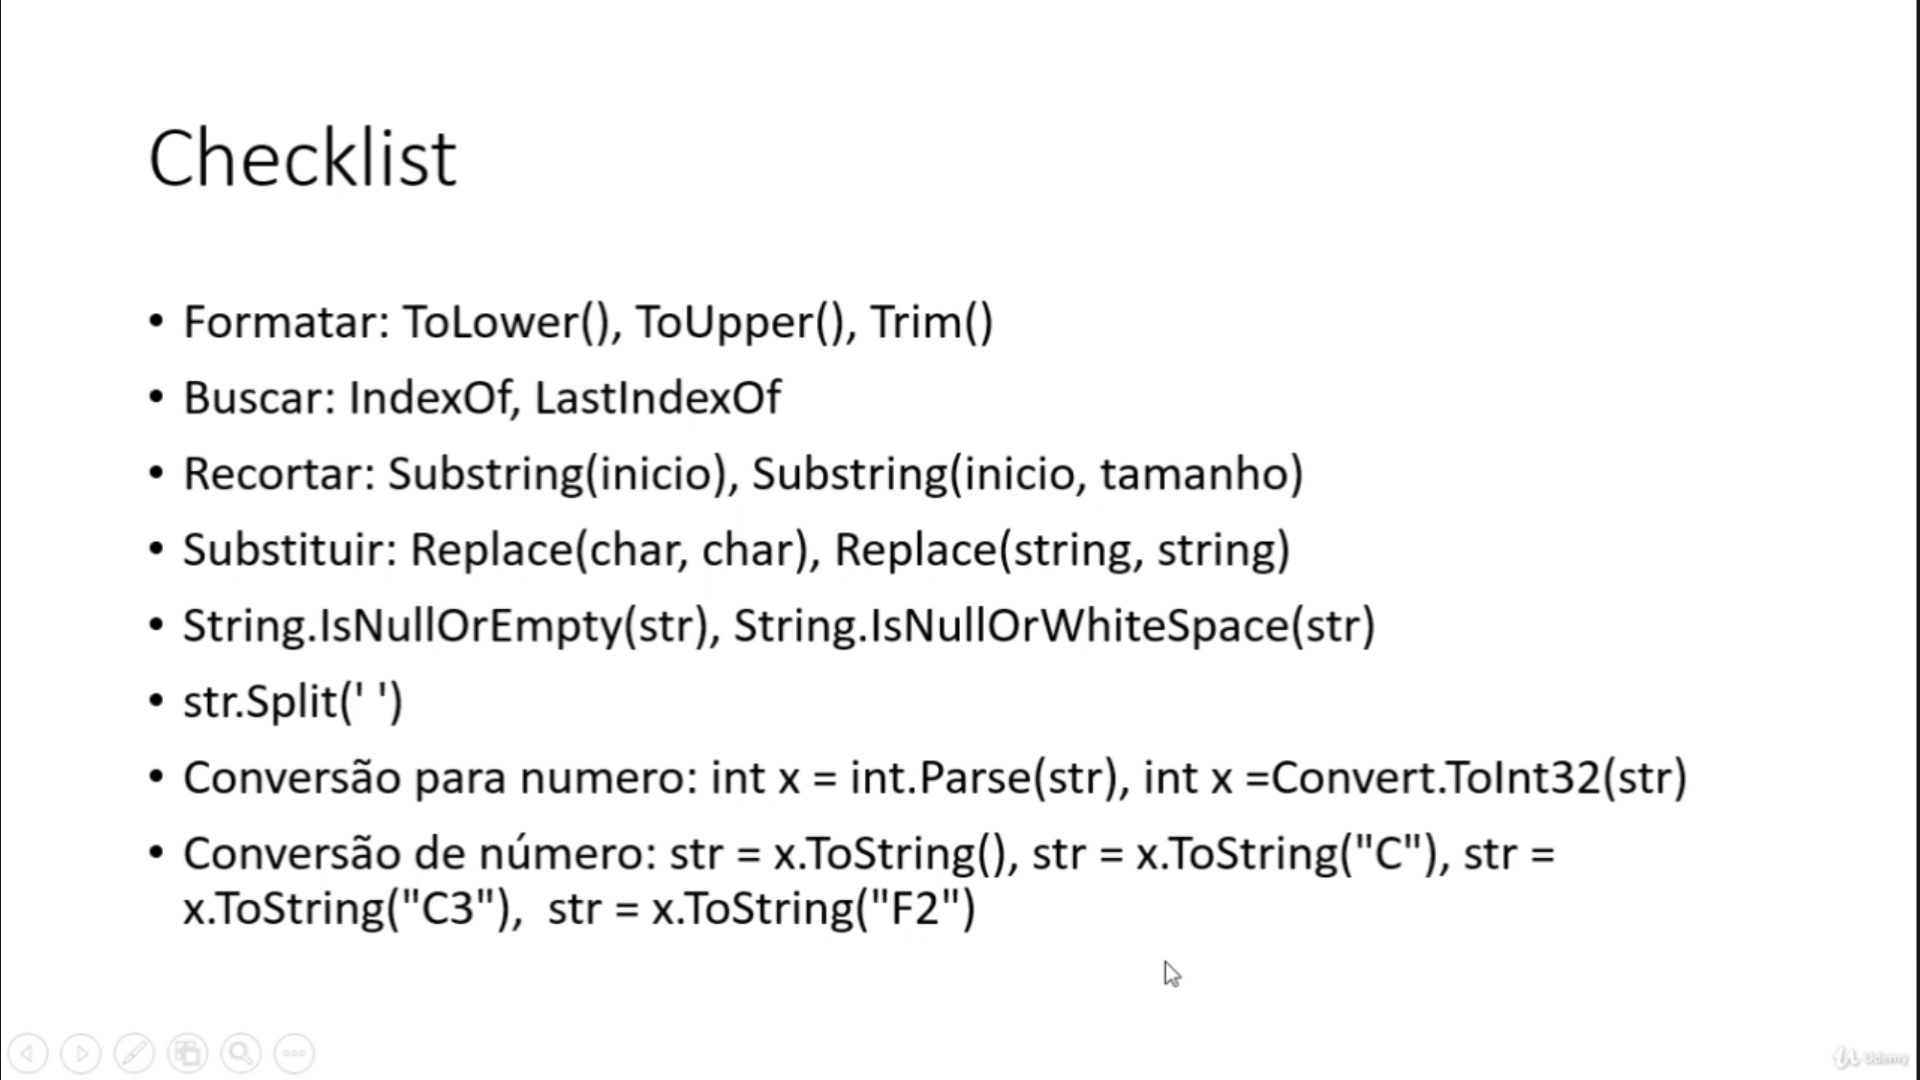 Checklist
• Formatar: ToLower(), ToUpper(), Trim()
• Buscar: IndexOf, LastIndexOf
• Recortar: Substring(inicio), Substring(inicio, tamanho)
• Substituir: Replace(char, char), Replace(string, string)
• String.IsNullOrEmpty(str), String.IsNullOrWhiteSpace(str)
• str.Split(' ')
• Conversão para numero: int x = int.Parse(str), int x =Convert.ToInt32(str)
• Conversão de número: str = x.ToString(), str = x.ToString("C"), str =
x.ToString("C3"),  str = x.ToString("F2")
Udemy